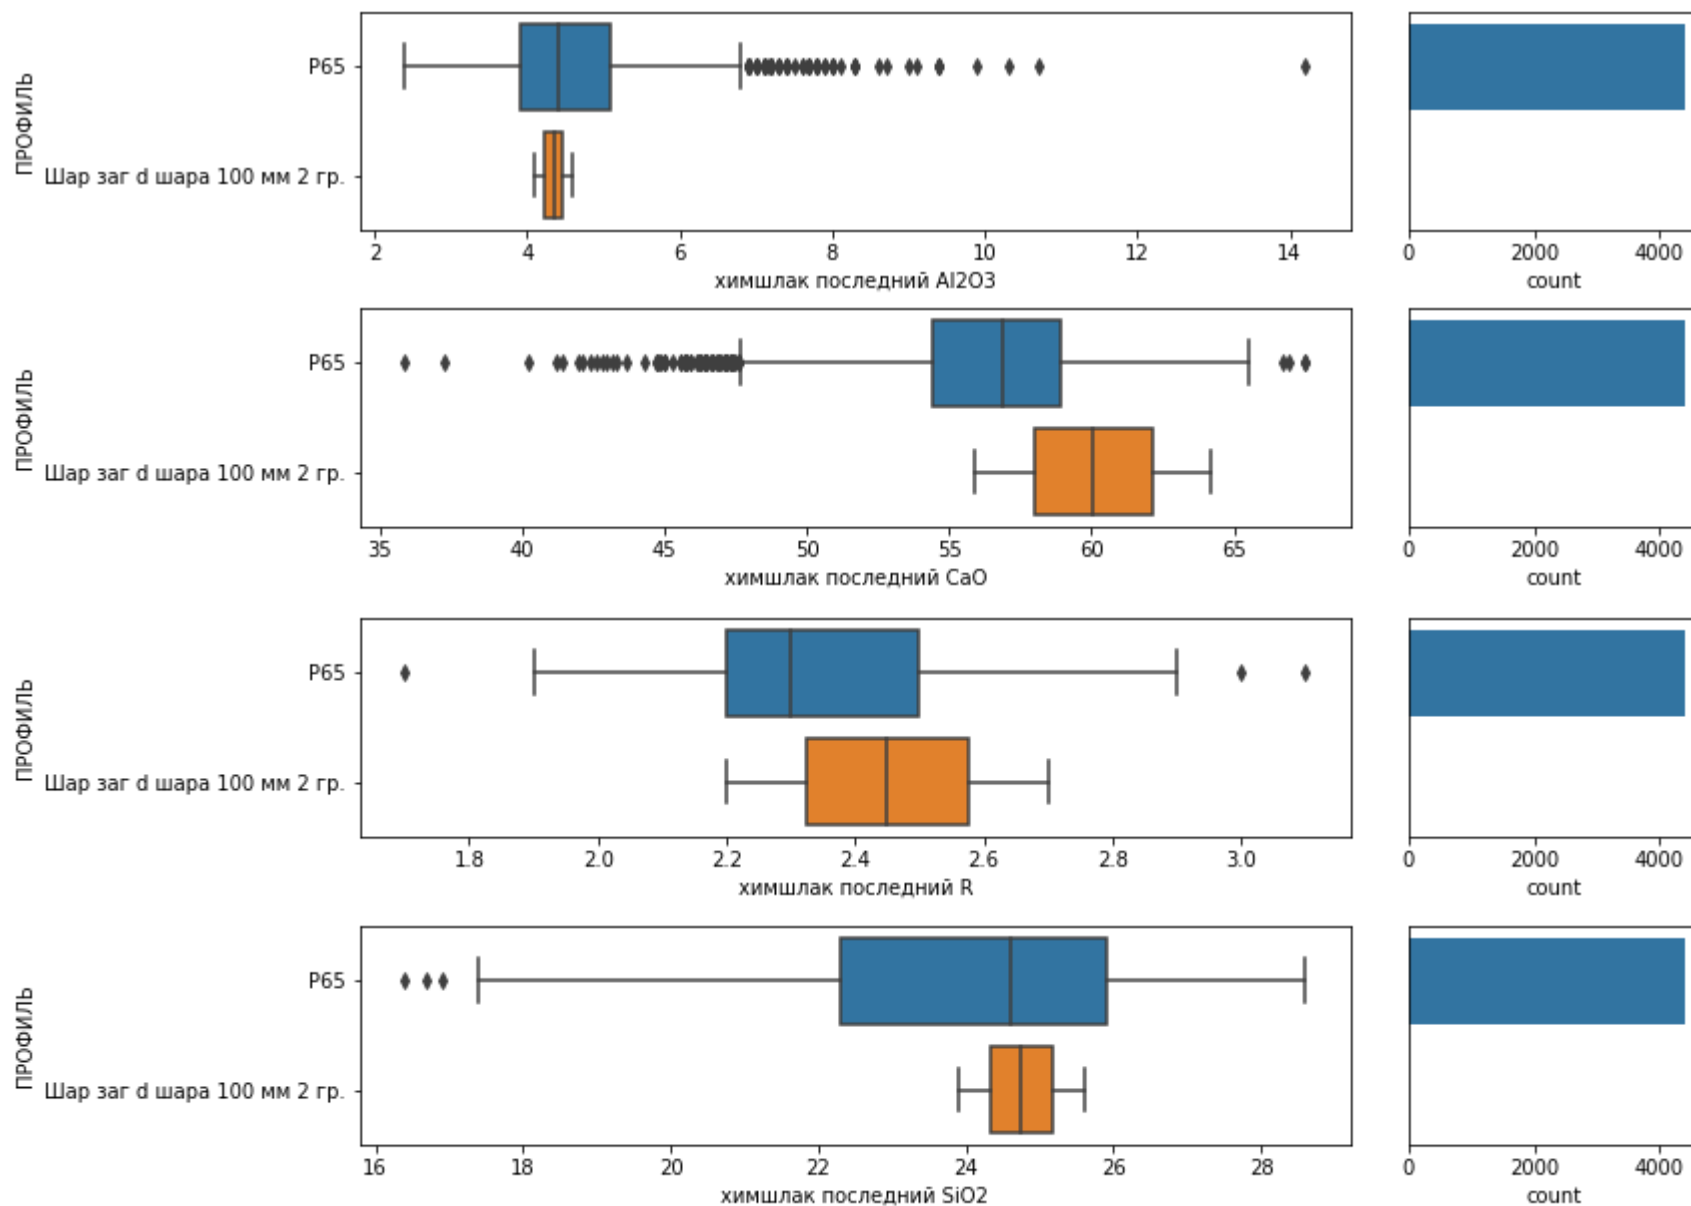 ПРОФИЛЬ
Р65
Шар заг d шара 100 мм 2 гр.
2 4 6 8 10 12 14
химшлак последний Al2O3
0 2000 4000
count
ПРОФИЛЬ
Р65
Шар заг d шара 100 мм 2 гр.
35 40 45 50 55 60 65
химшлак последний CaO
0 2000 4000
count
ПРОФИЛЬ
Р65
Шар заг d шара 100 мм 2 гр.
1.8 2.0 2.2 2.4 2.6 2.8 3.0
химшлак последний R
0 2000 4000
count
ПРОФИЛЬ
Р65
Шар заг d шара 100 мм 2 гр.
16 18 20 22 24 26 28
химшлак последний SiO2
0 2000 4000
count